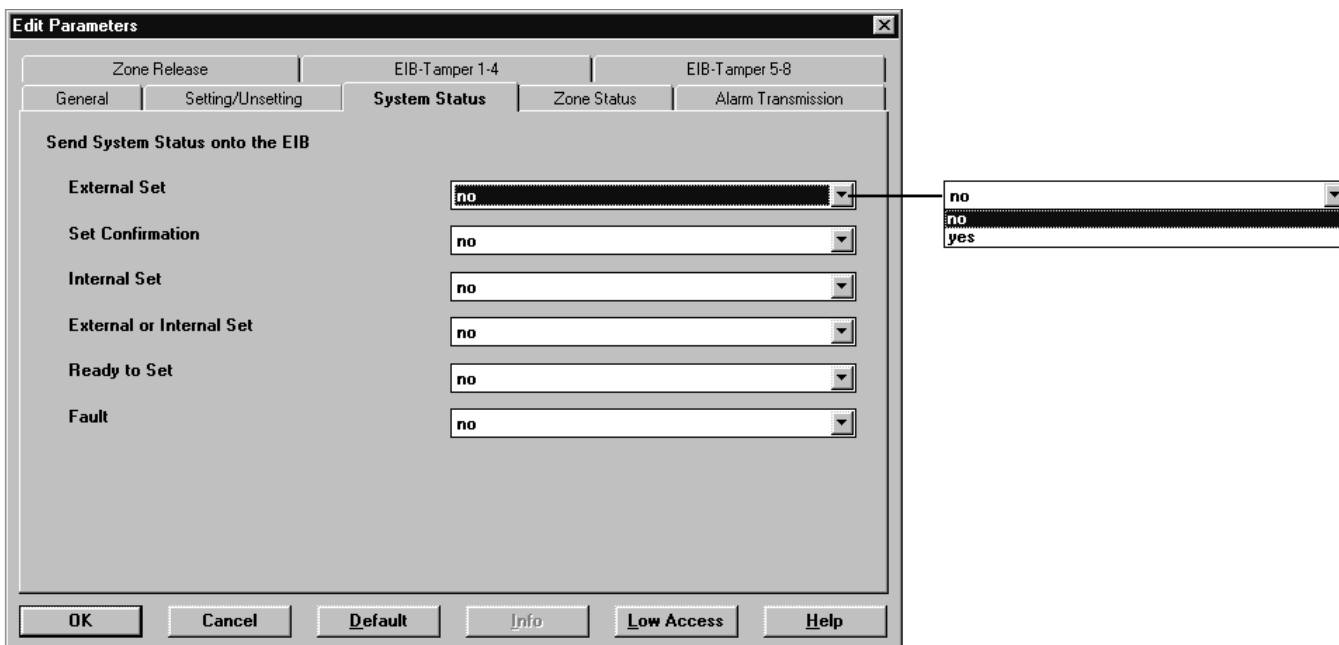 Edit Parameters
Zone Release EIB-Tamper 1-4 EIB-Tamper 5-8
General Setting/Unsetting System Status Zone Status Alarm Transmission
Send System Status onto the EIB
External Set no no
no
yes
Set Confirmation no
Internal Set no
External or Internal Set no
Ready to Set no
Fault no
OK Cancel Default Info Low Access Help